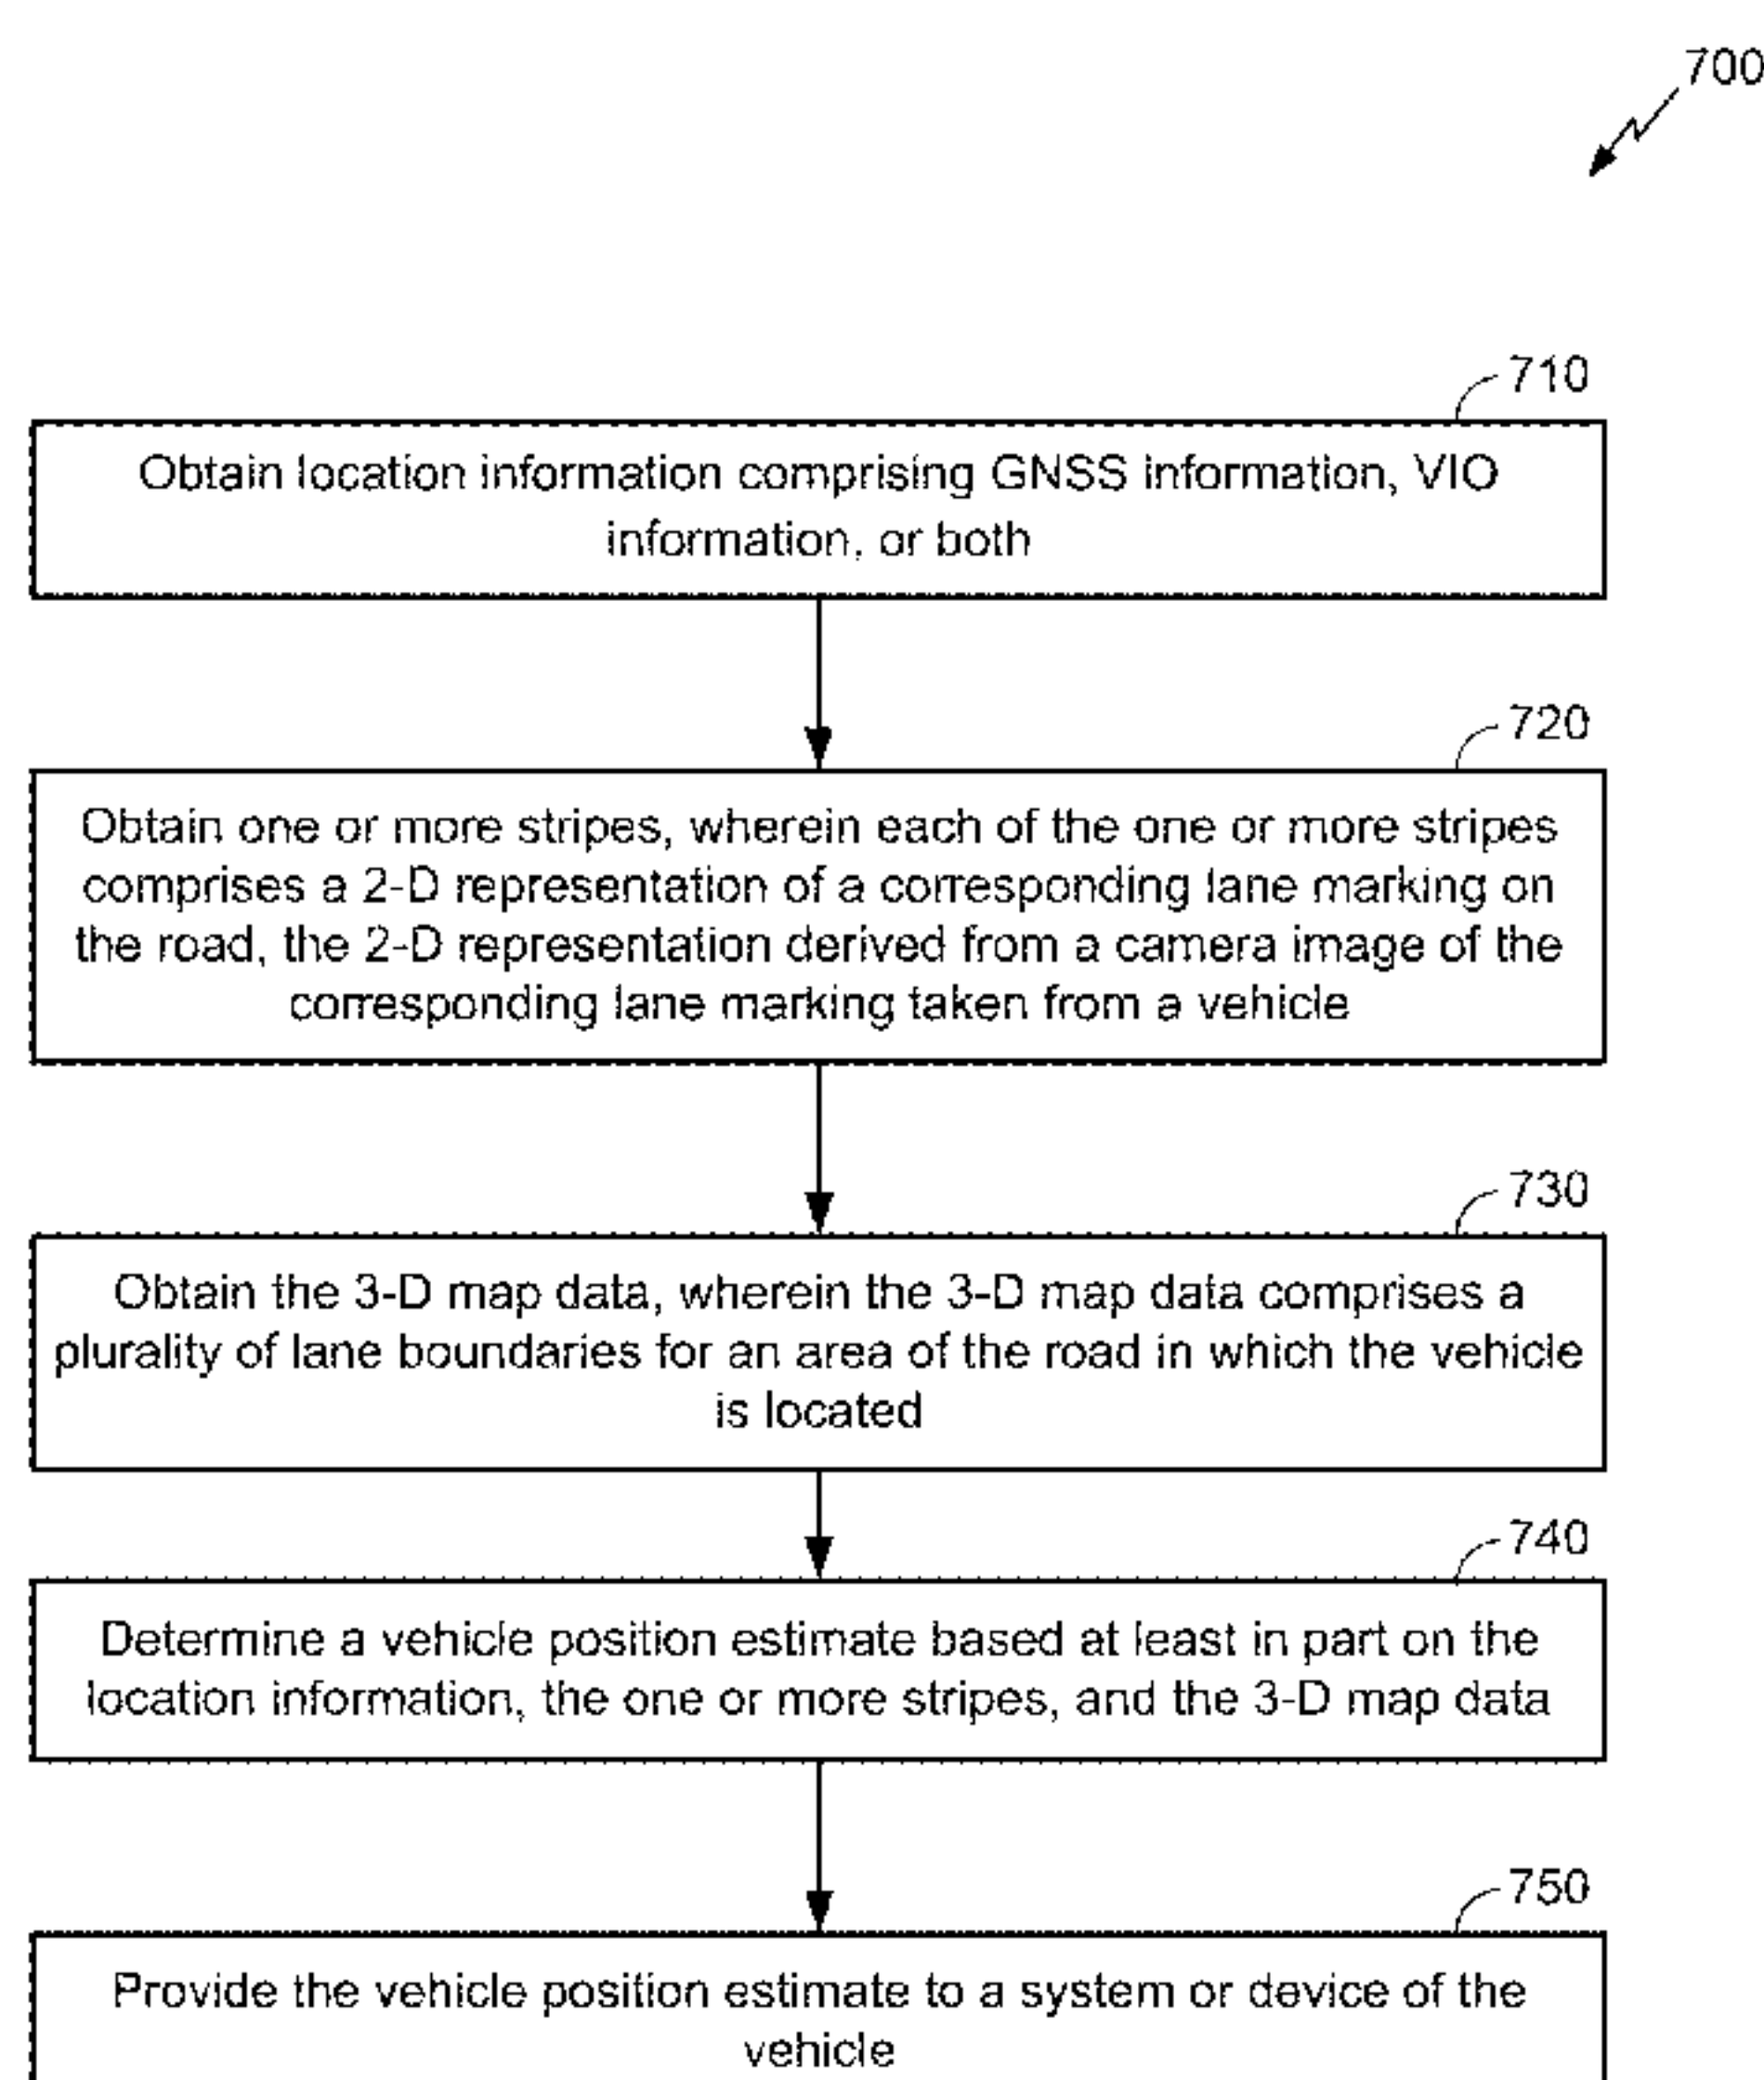 700
710
Obtain location information comprising GNSS information, VIO
information, or both
720
Obtain one or more stripes, wherein each of the one or more stripes
comprises a 2-D representation of a corresponding lane marking on
the road, the 2-D representation derived from a camera image of the
corresponding lane marking taken from a vehicle
730
Obtain the 3-D map data, wherein the 3-D map data comprises a
plurality of lane boundaries for an area of the road in which the vehicle
is located
740
Determine a vehicle position estimate based at least in part on the
location information, the one or more stripes, and the 3-D map data
750
Provide the vehicle position estimate to a system or device of the
vehicle